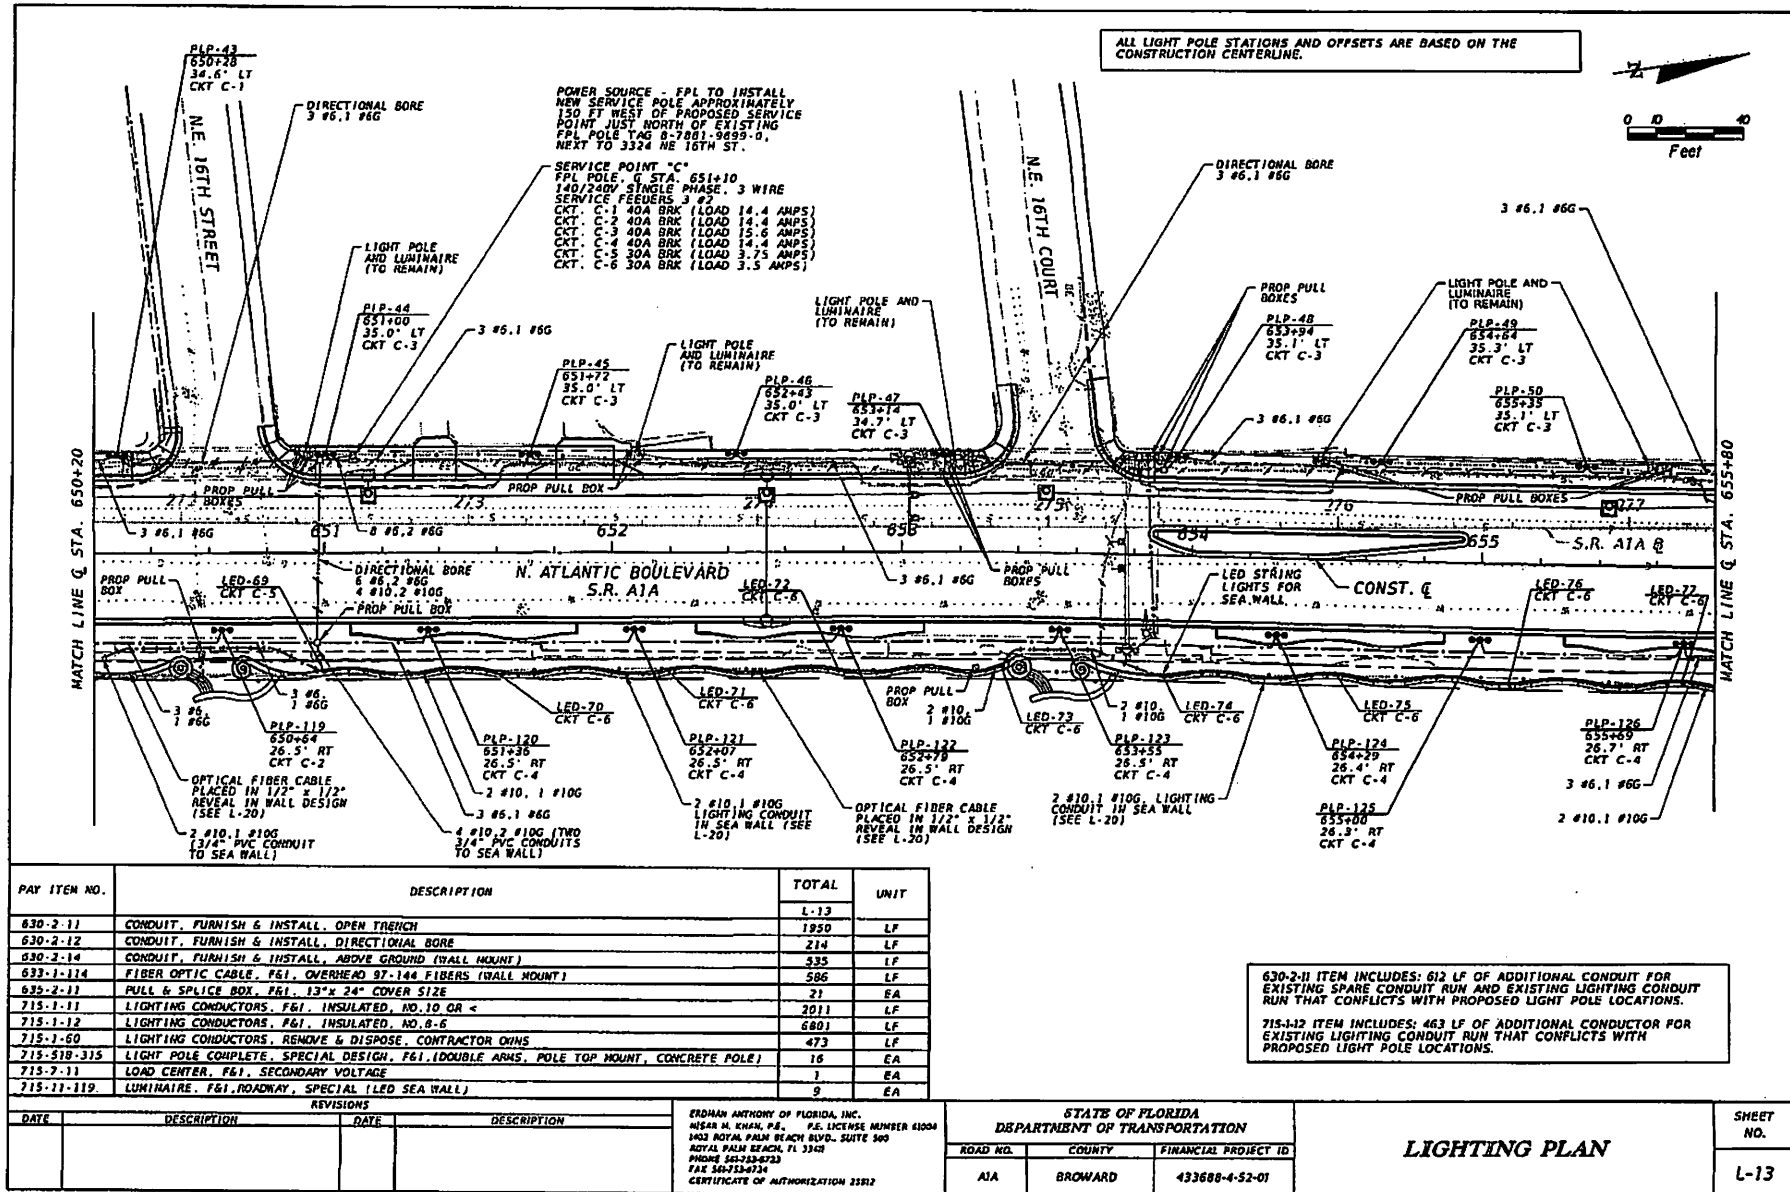 ALL LIGHT POLE STATIONS AND OFFSETS ARE BASED ON THE
CONSTRUCTION CENTERLINE.
Z
0 10 40
Feet
PLP-43
650+28
34.6' LT
CKT C-1
DIRECTIONAL BORE
3 #6,1 #6G
N.E. 16TH STREET
POWER SOURCE - FPL TO INSTALL
NEW SERVICE POLE APPROXIMATELY
150 FT WEST OF PROPOSED SERVICE
POINT JUST NORTH OF EXISTING
FPL POLE TAG 8-7881-9699-0,
NEXT TO 3324 NE 16TH ST.
SERVICE POINT "C"
FPL POLE, ℄ STA. 651+10
140/240V SINGLE PHASE, 3 WIRE
SERVICE FEEDERS 3 #2
CKT. C-1 40A BRK (LOAD 14.4 AMPS)
CKT. C-2 40A BRK (LOAD 14.4 AMPS)
CKT. C-3 40A BRK (LOAD 15.6 AMPS)
CKT. C-4 40A BRK (LOAD 14.4 AMPS)
CKT. C-5 30A BRK (LOAD 3.75 AMPS)
CKT. C-6 30A BRK (LOAD 3.5 AMPS)
N.E. 16TH COURT
DIRECTIONAL BORE
3 #6,1 #6G
3 #6,1 #6G
LIGHT POLE
AND LUMINAIRE
(TO REMAIN)
PLP-44
651+00
35.0' LT
CKT C-3
3 #6,1 #6G
PLP-45
651+72
35.0' LT
CKT C-3
LIGHT POLE
AND LUMINAIRE
(TO REMAIN)
PLP-46
652+43
35.0' LT
CKT C-3
LIGHT POLE AND
LUMINAIRE
(TO REMAIN)
PLP-47
653+14
34.7' LT
CKT C-3
PROP PULL
BOXES
PLP-48
653+94
35.1' LT
CKT C-3
LIGHT POLE AND
LUMINAIRE
(TO REMAIN)
PLP-49
654+64
35.3' LT
CKT C-3
PLP-50
655+35
35.1' LT
CKT C-3
3 #6,1 #6G
MATCH LINE ℄ STA. 650+20
MATCH LINE ℄ STA. 655+80
PROP PULL
BOXES
PROP PULL BOX
PROP PULL BOXES
273
275
276
277
3 #6,1 #6G
651
8 #6,2 #6G
652
653
654
655
S.R. A1A ℄
DIRECTIONAL BORE
6 #6,2 #6G
4 #10,2 #10G
N. ATLANTIC BOULEVARD
S.R. A1A
3 #6,1 #6G
PROP PULL
BOXES
LED STRING
LIGHTS FOR
SEA WALL
CONST. ℄
PROP PULL
BOX
LED-69
CKT C-5
PROP PULL BOX
LED-72
CKT C-6
LED-76
CKT C-6
LED-77
CKT C-6
3 #6,
1 #6G
3 #6,
1 #6G
LED-70
CKT C-6
LED-71
CKT C-6
PROP PULL
BOX
2 #10,
1 #10G
LED-73
CKT C-6
2 #10,
1 #10G
LED-74
CKT C-6
LED-75
CKT C-6
PLP-119
650+64
26.5' RT
CKT C-2
PLP-120
651+36
26.5' RT
CKT C-4
PLP-121
652+07
26.5' RT
CKT C-4
PLP-122
652+79
26.5' RT
CKT C-4
PLP-123
653+55
26.5' RT
CKT C-4
PLP-124
654+29
26.4' RT
CKT C-4
PLP-125
655+00
26.3' RT
CKT C-4
PLP-126
655+69
26.7' RT
CKT C-4
OPTICAL FIBER CABLE
PLACED IN 1/2" x 1/2"
REVEAL IN WALL DESIGN
(SEE L-20)
2 #10,1 #10G
(3/4" PVC CONDUIT
TO SEA WALL)
2 #10, 1 #10G
3 #6,1 #6G
4 #10,2 #10G (TWO
3/4" PVC CONDUITS
TO SEA WALL)
2 #10,1 #10G
LIGHTING CONDUIT
IN SEA WALL (SEE
L-20)
OPTICAL FIBER CABLE
PLACED IN 1/2" x 1/2"
REVEAL IN WALL DESIGN
(SEE L-20)
2 #10,1 #10G, LIGHTING
CONDUIT IN SEA WALL
(SEE L-20)
3 #6,1 #6G
2 #10,1 #10G
PAY ITEM NO. DESCRIPTION TOTAL UNIT
L-13
630-2-11 CONDUIT, FURNISH & INSTALL, OPEN TRENCH 1950 LF
630-2-12 CONDUIT, FURNISH & INSTALL, DIRECTIONAL BORE 214 LF
630-2-14 CONDUIT, FURNISH & INSTALL, ABOVE GROUND (WALL MOUNT) 535 LF
633-1-114 FIBER OPTIC CABLE, F&I, OVERHEAD 97-144 FIBERS (WALL MOUNT) 586 LF
635-2-11 PULL & SPLICE BOX, F&I, 13"x 24" COVER SIZE 21 EA
715-1-11 LIGHTING CONDUCTORS, F&I, INSULATED, NO.10 OR < 2011 LF
715-1-12 LIGHTING CONDUCTORS, F&I, INSULATED, NO.8-6 6801 LF
715-1-60 LIGHTING CONDUCTORS, REMOVE & DISPOSE, CONTRACTOR OWNS 473 LF
715-518-315 LIGHT POLE COMPLETE, SPECIAL DESIGN, F&I,(DOUBLE ARMS, POLE TOP MOUNT, CONCRETE POLE) 16 EA
715-7-11 LOAD CENTER, F&I, SECONDARY VOLTAGE 1 EA
715-11-119. LUMINAIRE, F&I,ROADWAY, SPECIAL (LED SEA WALL) 9 EA
630-2-11 ITEM INCLUDES: 612 LF OF ADDITIONAL CONDUIT FOR
EXISTING SPARE CONDUIT RUN AND EXISTING LIGHTING CONDUIT
RUN THAT CONFLICTS WITH PROPOSED LIGHT POLE LOCATIONS.
715-1-12 ITEM INCLUDES: 463 LF OF ADDITIONAL CONDUCTOR FOR
EXISTING LIGHTING CONDUIT RUN THAT CONFLICTS WITH
PROPOSED LIGHT POLE LOCATIONS.
REVISIONS
DATE DESCRIPTION DATE DESCRIPTION
ERDMAN ANTHONY OF FLORIDA, INC.
NISAR M. KHAN, P.E. P.E. LICENSE NUMBER 61004
1402 ROYAL PALM BEACH BLVD., SUITE 500
ROYAL PALM BEACH, FL 33411
PHONE 561-753-9723
FAX 561-753-9724
CERTIFICATE OF AUTHORIZATION 25512
STATE OF FLORIDA
DEPARTMENT OF TRANSPORTATION
ROAD NO. COUNTY FINANCIAL PROJECT ID
A1A BROWARD 433688-4-52-01
LIGHTING PLAN
SHEET
NO.
L-13